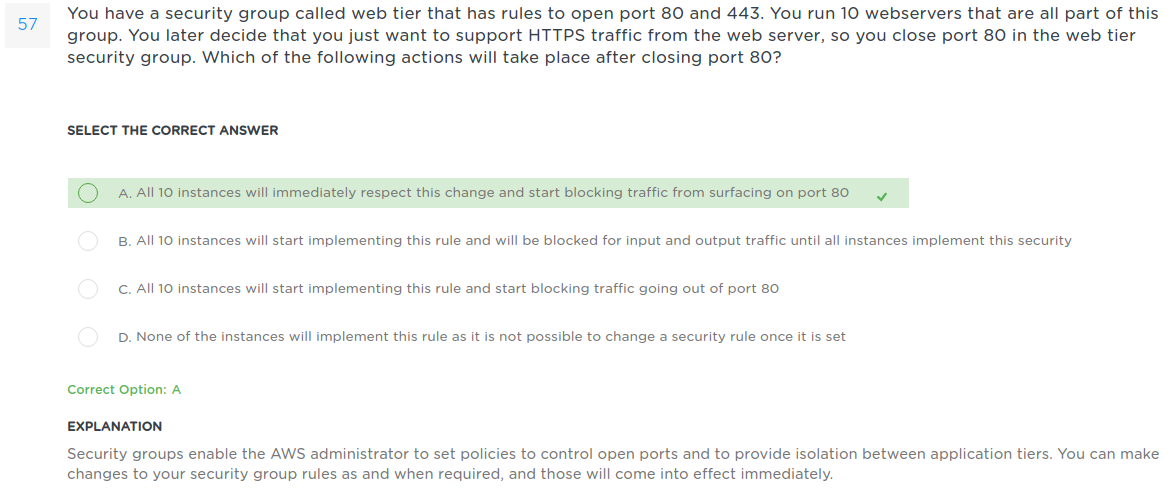 57
You have a security group called web tier that has rules to open port 80 and 443. You run 10 webservers that are all part of this
group. You later decide that you just want to support HTTPS traffic from the web server, so you close port 80 in the web tier
security group. Which of the following actions will take place after closing port 80?
SELECT THE CORRECT ANSWER
A. All 10 instances will immediately respect this change and start blocking traffic from surfacing on port 80
B. All 10 instances will start implementing this rule and will be blocked for input and output traffic until all instances implement this security
C. All 10 instances will start implementing this rule and start blocking traffic going out of port 80
D. None of the instances will implement this rule as it is not possible to change a security rule once it is set
Correct Option: A
EXPLANATION
Security groups enable the AWS administrator to set policies to control open ports and to provide isolation between application tiers. You can make
changes to your security group rules as and when required, and those will come into effect immediately.